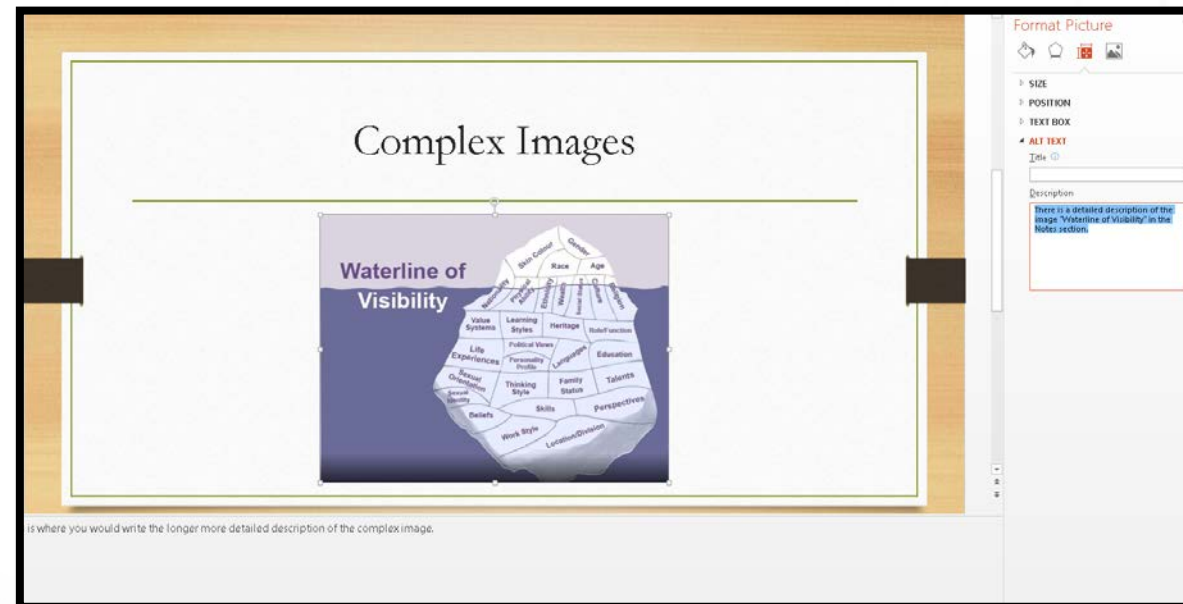 Format Picture
SIZE
POSITION
TEXT BOX
ALT TEXT
Title
Description
There is a detailed description of the
image "Waterline of Visibility" in the
Notes section.
Complex Images
Waterline of
Visibility
Skin Colour
Gender
Race
Age
Nationality
Physical
Ability
Ethnicity
Wealth
Social Status
Culture
Religion
Value
Systems
Learning
Styles
Heritage
Role/Function
Life
Experiences
Political Views
Personality
Profile
Languages
Education
Sexual
Orientation
Sexual
Identity
Thinking
Style
Family
Status
Talents
Beliefs
Skills
Perspectives
Work Style
Location/Division
is where you would write the longer more detailed description of the complex image.